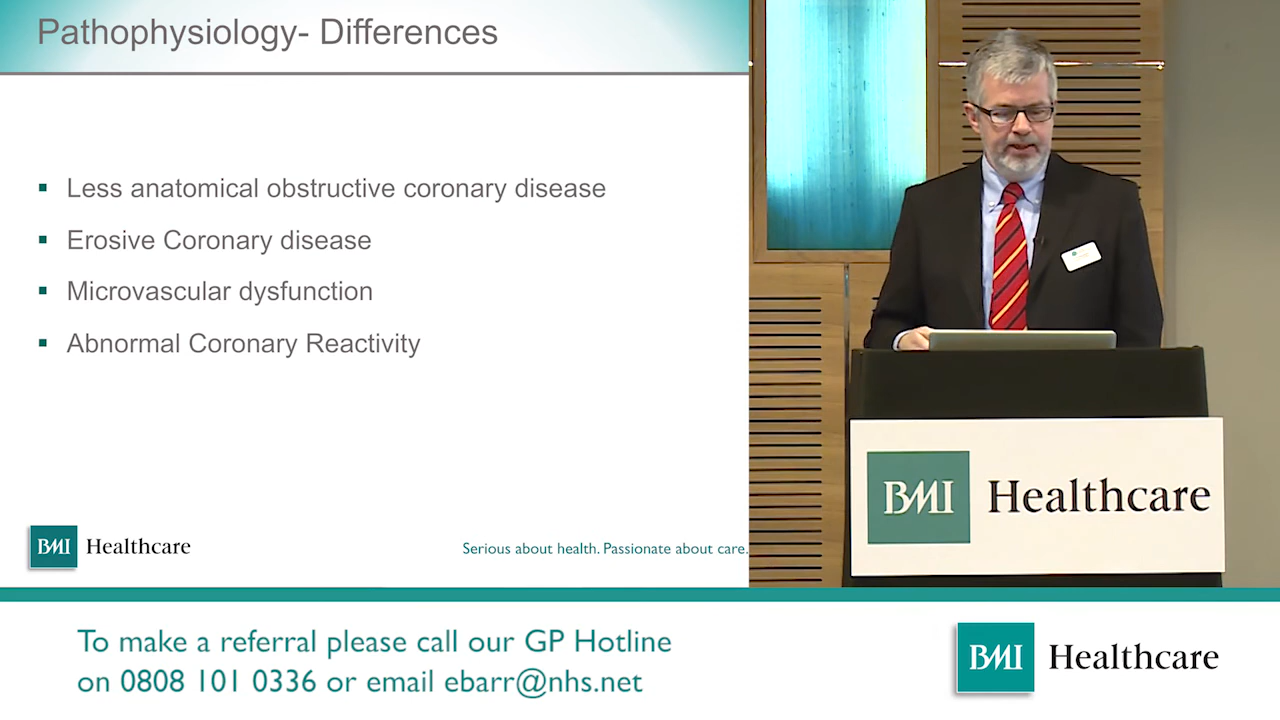 Pathophysiology- Differences
Less anatomical obstructive coronary disease
Erosive Coronary disease
Microvascular dysfunction
Abnormal Coronary Reactivity
BMI Healthcare
Serious about health. Passionate about care.
BMI Healthcare
To make a referral please call our GP Hotline
on 0808 101 0336 or email ebarr@nhs.net
BMI Healthcare